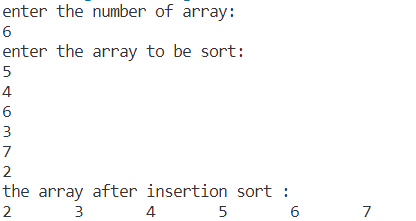 enter the number of array:
6
enter the array to be sort:
5
4
6
3
7
2
the array after insertion sort :
2 3 4 5 6 7